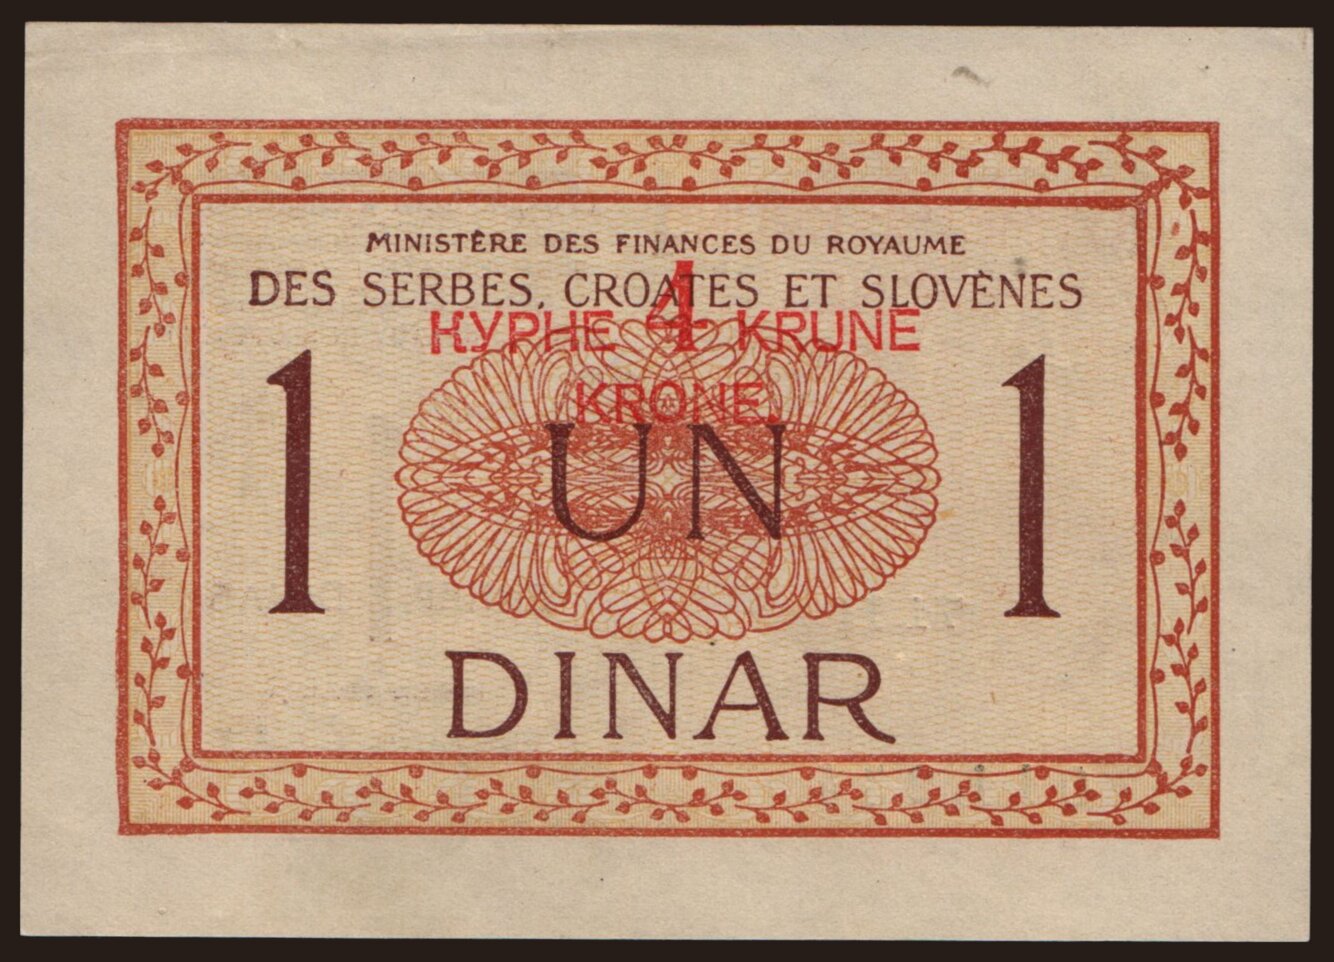 MINISTÈRE DES FINANCES DU ROYAUME
DES SERBES, CROATES ET SLOVÈNES
КУРНЕ 4 KRUNE
KRONE.
1 UN 1
DINAR